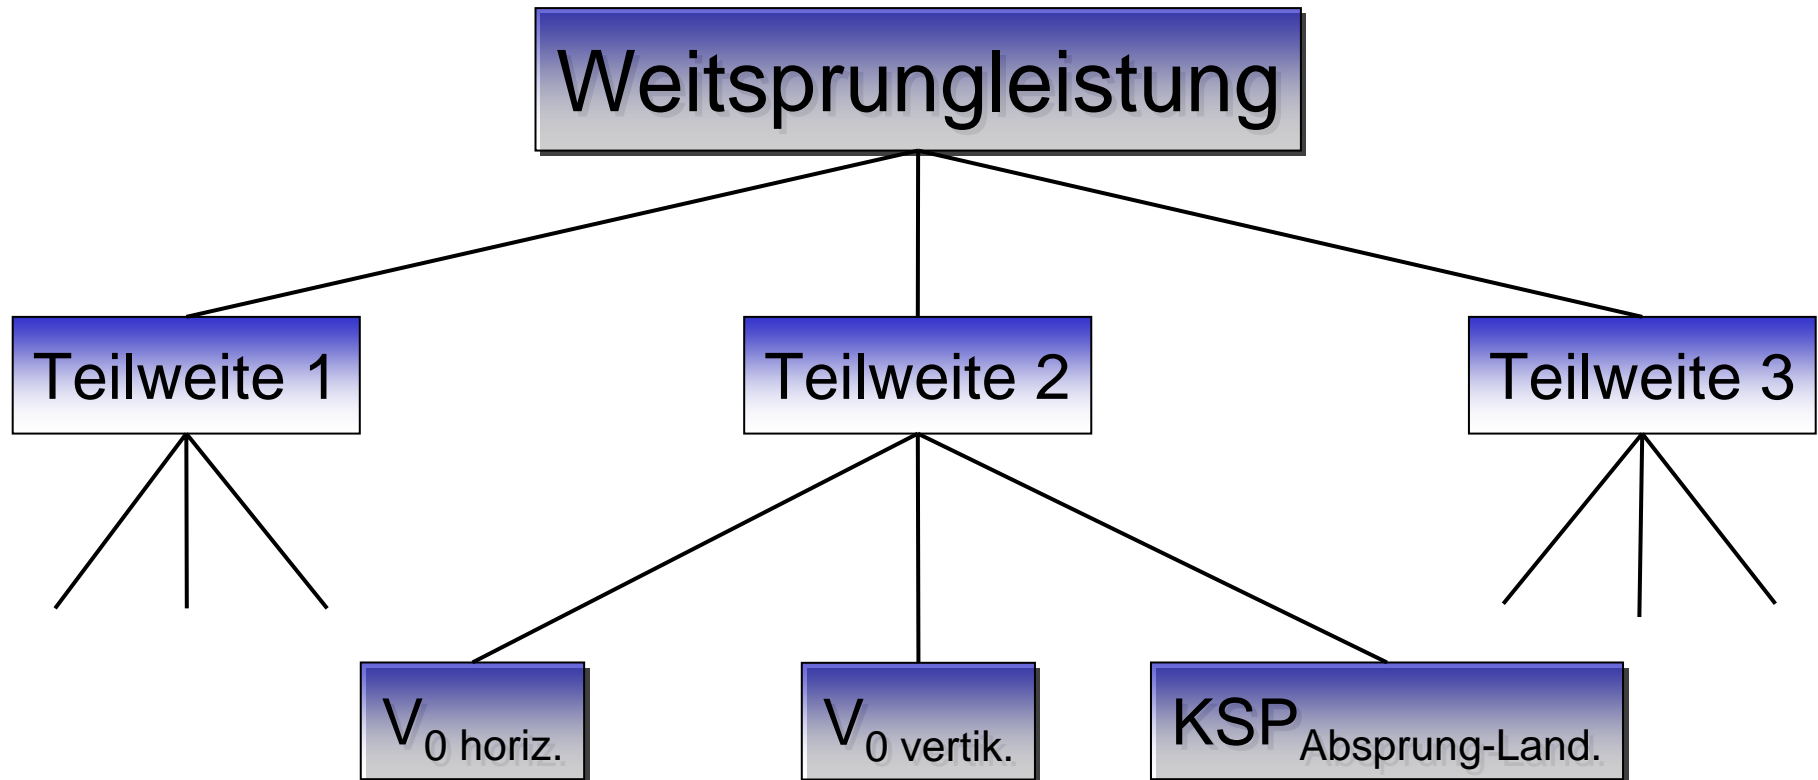 Weitsprungleistung
Teilweite 1
Teilweite 2
Teilweite 3
V0 horiz.
V0 vertik.
KSPAbsprung-Land.